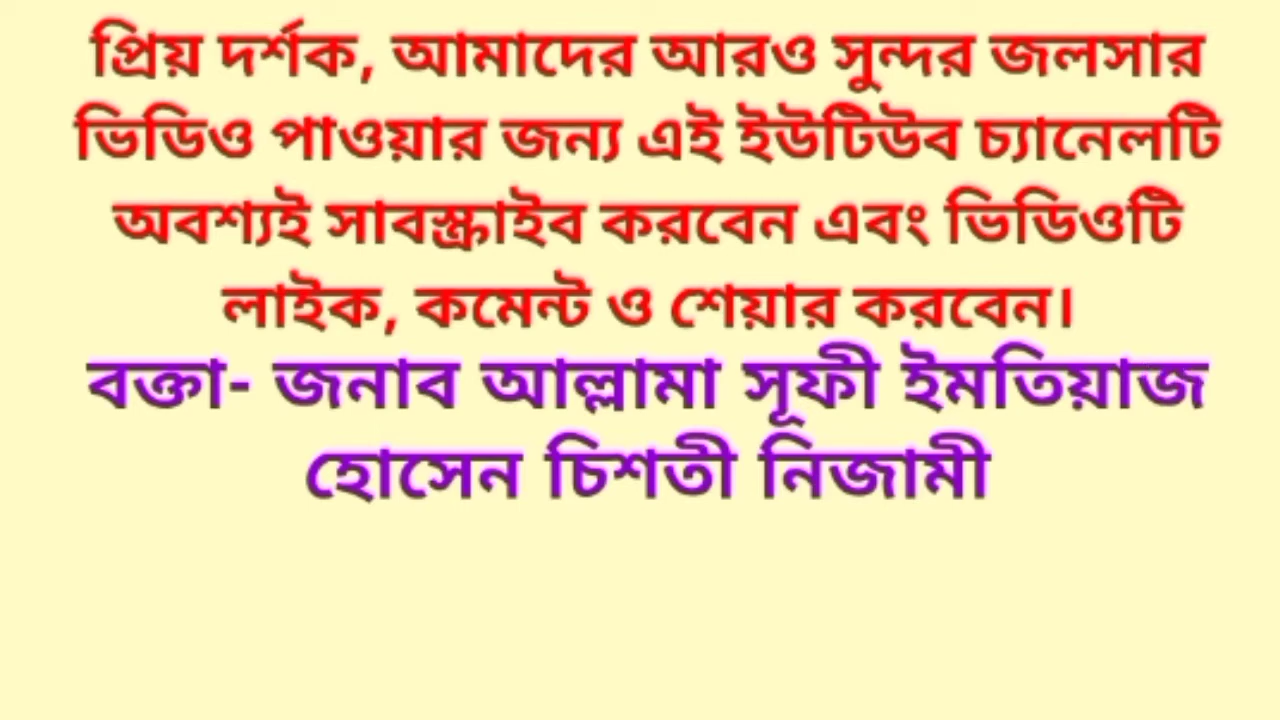 প্রিয় দর্শক, আমাদের আরও সুন্দর জলসার
ভিডিও পাওয়ার জন্য এই ইউটিউব চ্যানেলটি
অবশ্যই সাবস্ক্রাইব করবেন এবং ভিডিওটি
লাইক, কমেন্ট ও শেয়ার করবেন।
বক্তা- জনাব আল্লামা সূফী ইমতিয়াজ
হোসেন চিশতী নিজামী